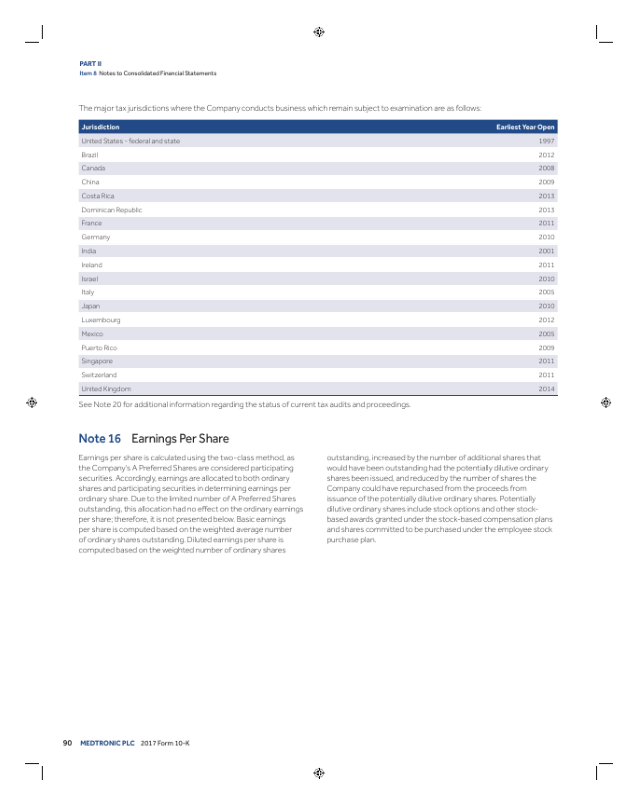 PART II
Item 8 Notes to Consolidated Financial Statements
The major tax jurisdictions where the Company conducts business which remain subject to examination are as follows:
Jurisdiction Earliest Year Open
United States - federal and state 1997
Brazil 2012
Canada 2008
China 2009
Costa Rica 2013
Dominican Republic 2013
France 2011
Germany 2010
India 2001
Ireland 2011
Israel 2010
Italy 2005
Japan 2010
Luxembourg 2012
Mexico 2005
Puerto Rico 2009
Singapore 2011
Switzerland 2011
United Kingdom 2014
See Note 20 for additional information regarding the status of current tax audits and proceedings.
Note 16 Earnings Per Share
Earnings per share is calculated using the two-class method, as
the Company's A Preferred Shares are considered participating
securities. Accordingly, earnings are allocated to both ordinary
shares and participating securities in determining earnings per
ordinary share. Due to the limited number of A Preferred Shares
outstanding, this allocation had no effect on the ordinary earnings
per share; therefore, it is not presented below. Basic earnings
per share is computed based on the weighted average number
of ordinary shares outstanding. Diluted earnings per share is
computed based on the weighted number of ordinary shares
outstanding, increased by the number of additional shares that
would have been outstanding had the potentially dilutive ordinary
shares been issued, and reduced by the number of shares the
Company could have repurchased from the proceeds from
issuance of the potentially dilutive ordinary shares. Potentially
dilutive ordinary shares include stock options and other stock-
based awards granted under the stock-based compensation plans
and shares committed to be purchased under the employee stock
purchase plan.
90 MEDTRONIC PLC 2017 Form 10-K